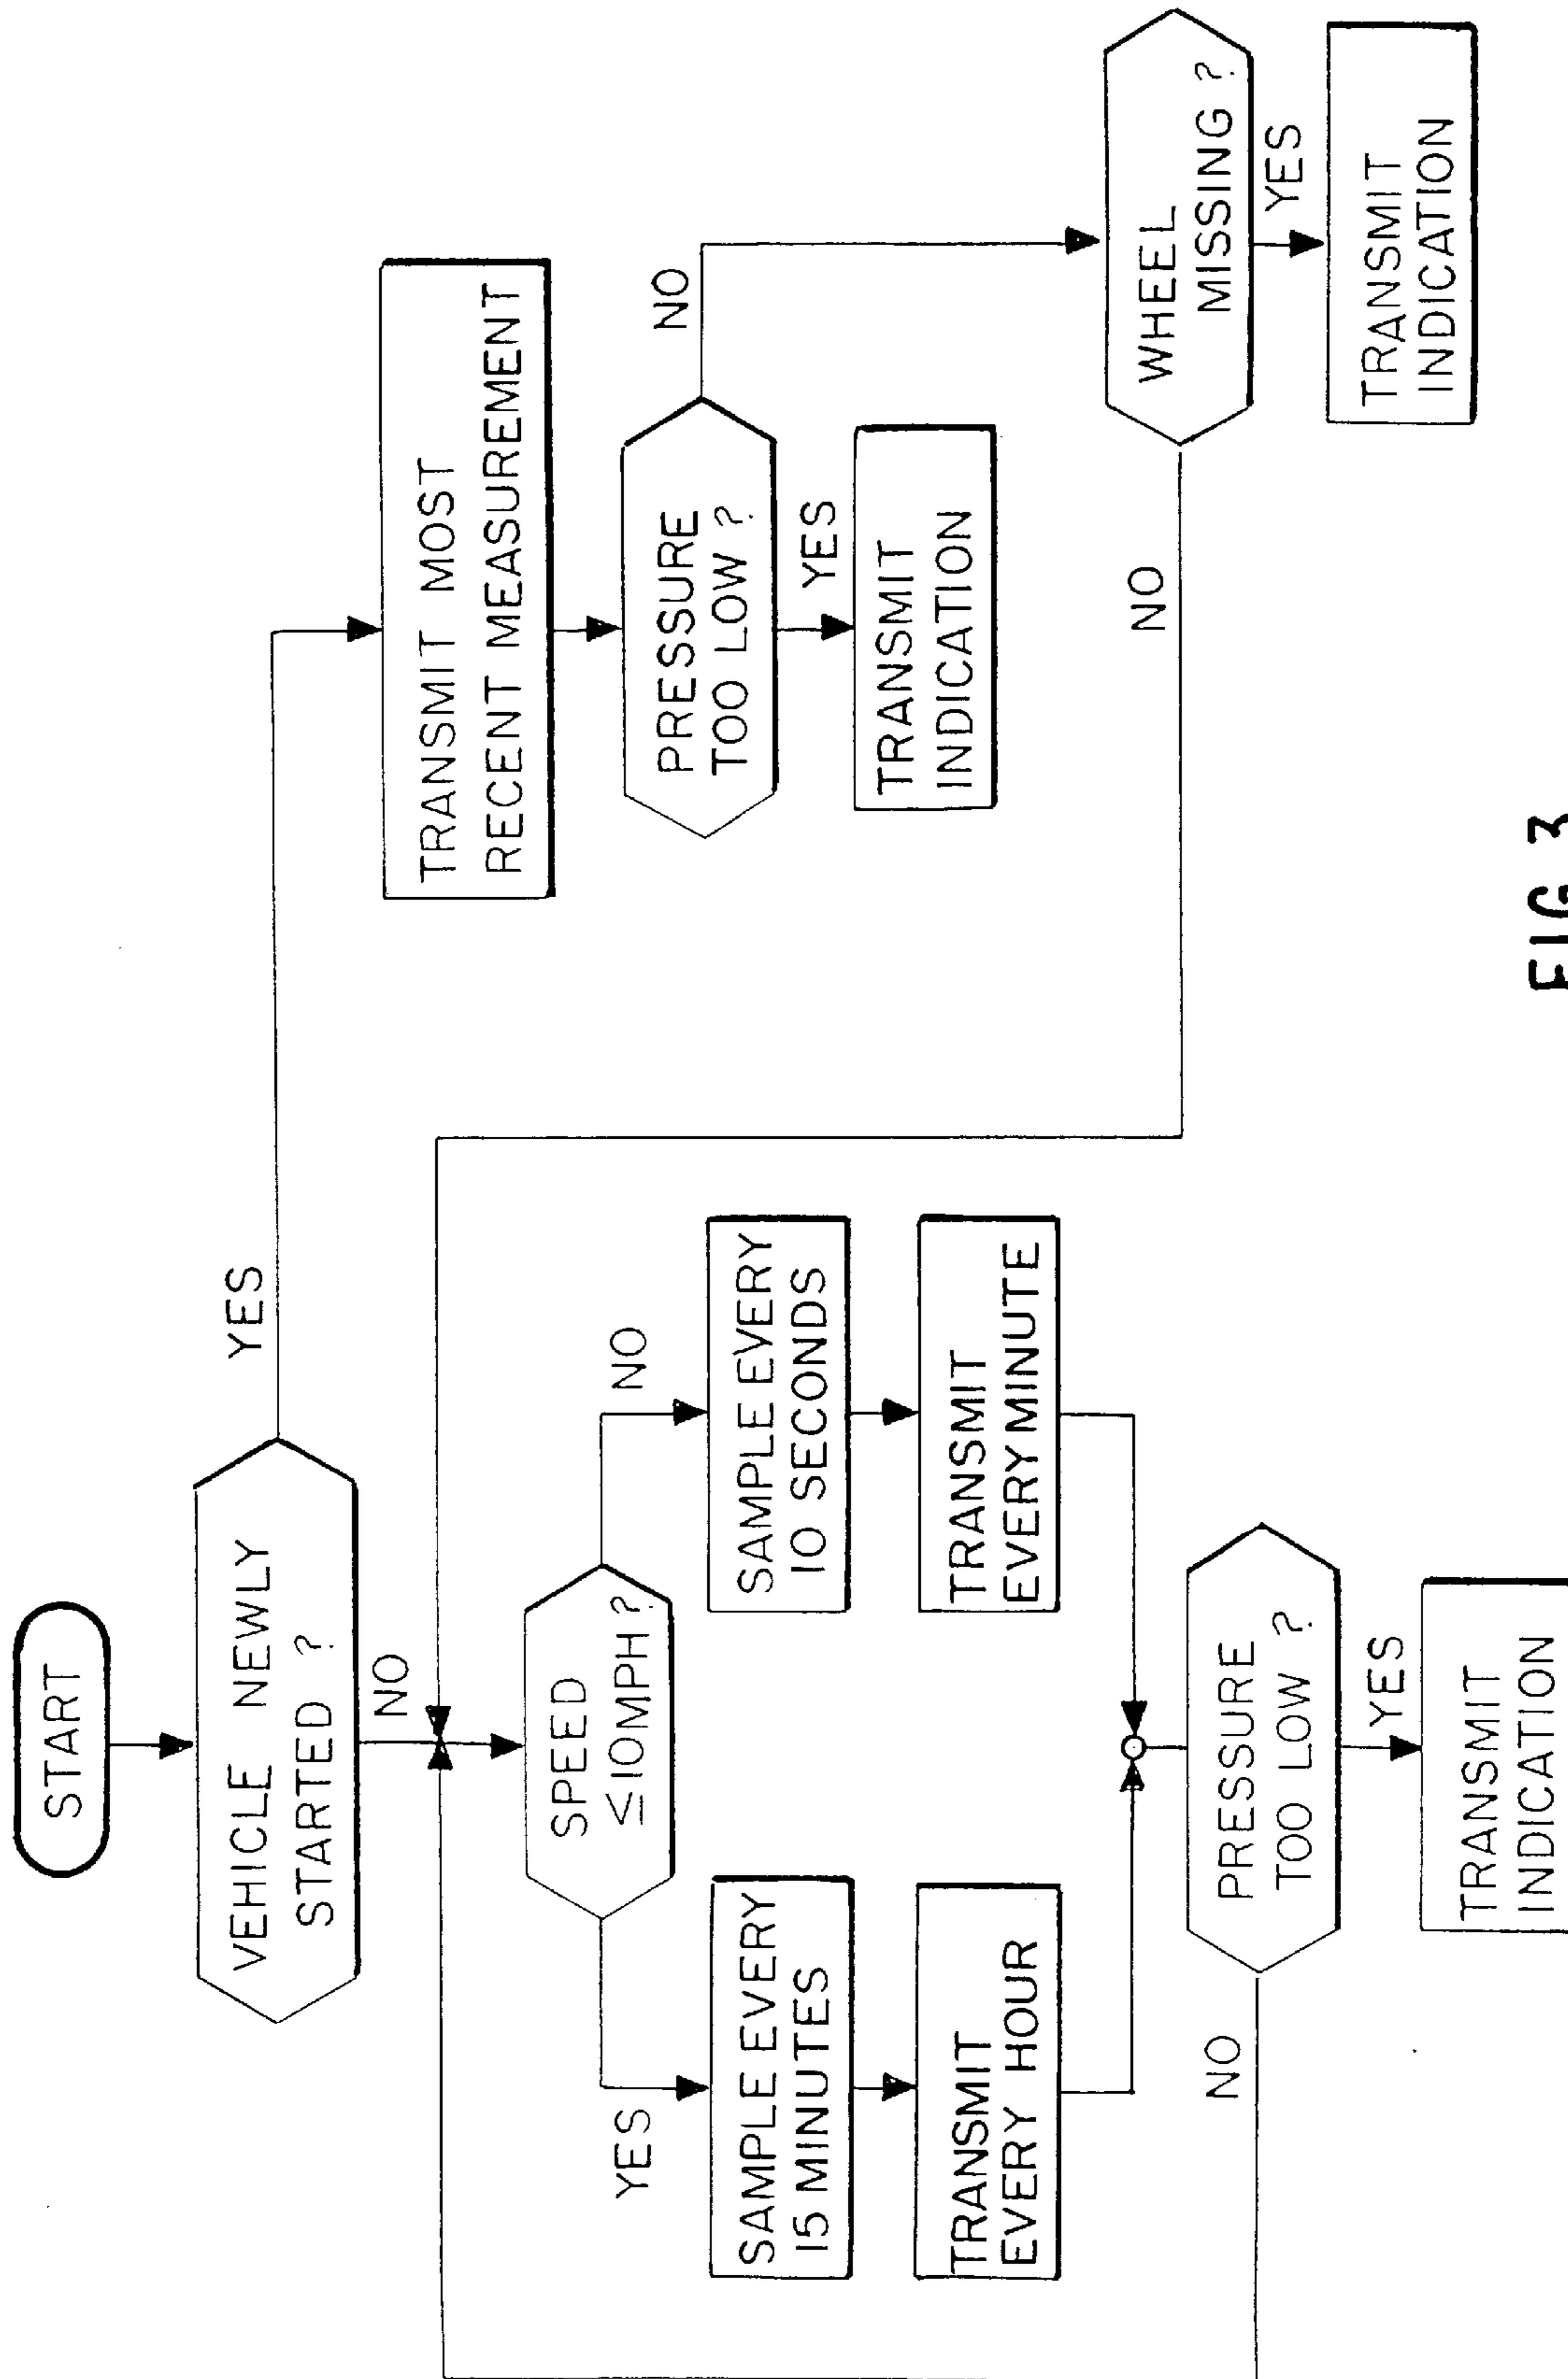 START
VEHICLE NEWLY
STARTED ?
YES
NO
TRANSMIT MOST
RECENT MEASUREMENT
PRESSURE
TOO LOW ?
NO
YES
TRANSMIT
INDICATION
WHEEL
MISSING ?
NO
YES
TRANSMIT
INDICATION
SPEED
≤10MPH ?
YES
NO
SAMPLE EVERY
15 MINUTES
TRANSMIT
EVERY HOUR
SAMPLE EVERY
10 SECONDS
TRANSMIT
EVERY MINUTE
PRESSURE
TOO LOW ?
NO
YES
TRANSMIT
INDICATION
FIG 3